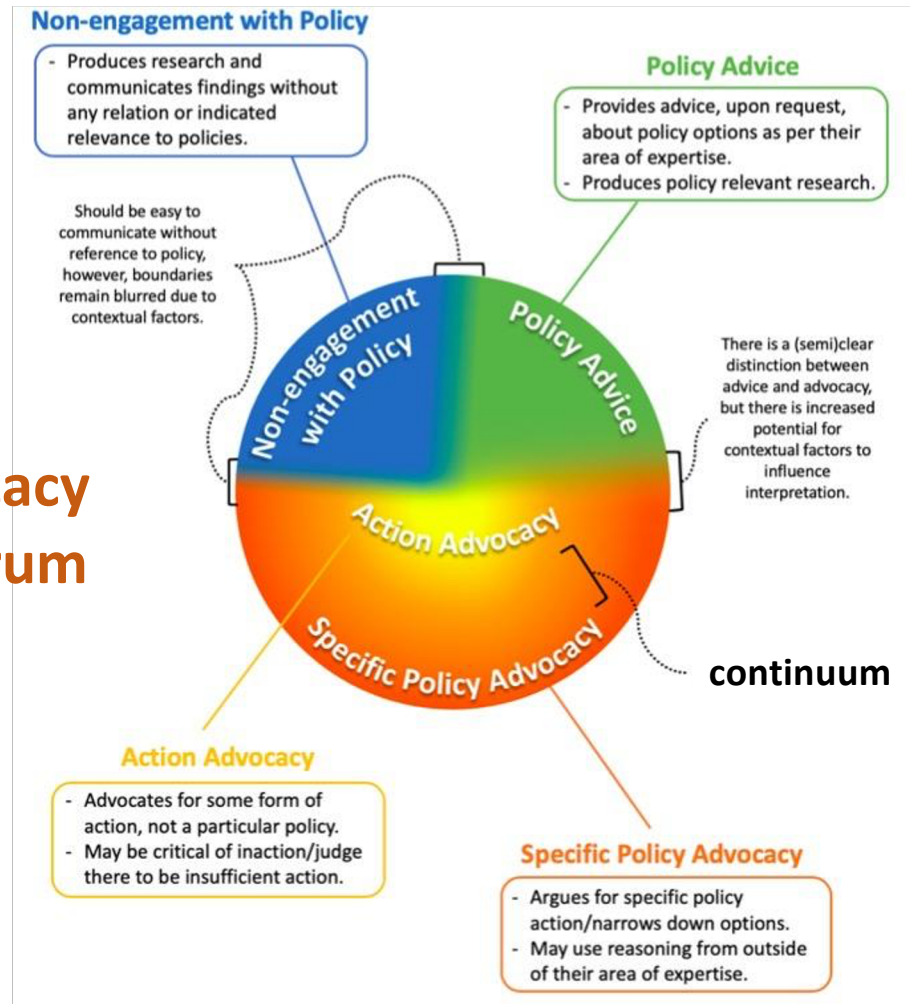 Non-engagement with Policy
- Produces research and
communicates findings without
any relation or indicated
relevance to policies.
Policy Advice
- Provides advice, upon request,
about policy options as per their
area of expertise.
- Produces policy relevant research.
Should be easy to
communicate without
reference to policy,
however, boundaries
remain blurred due to
contextual factors.
Non-engagement
with Policy
Policy Advice
There is a (semi)clear
distinction between
advice and advocacy,
but there is increased
potential for
contextual factors to
influence
interpretation.
acy
rum
Action Advocacy
Specific Policy Advocacy
continuum
Action Advocacy
- Advocates for some form of
action, not a particular policy.
- May be critical of inaction/judge
there to be insufficient action.
Specific Policy Advocacy
- Argues for specific policy
action/narrows down options.
- May use reasoning from outside
of their area of expertise.